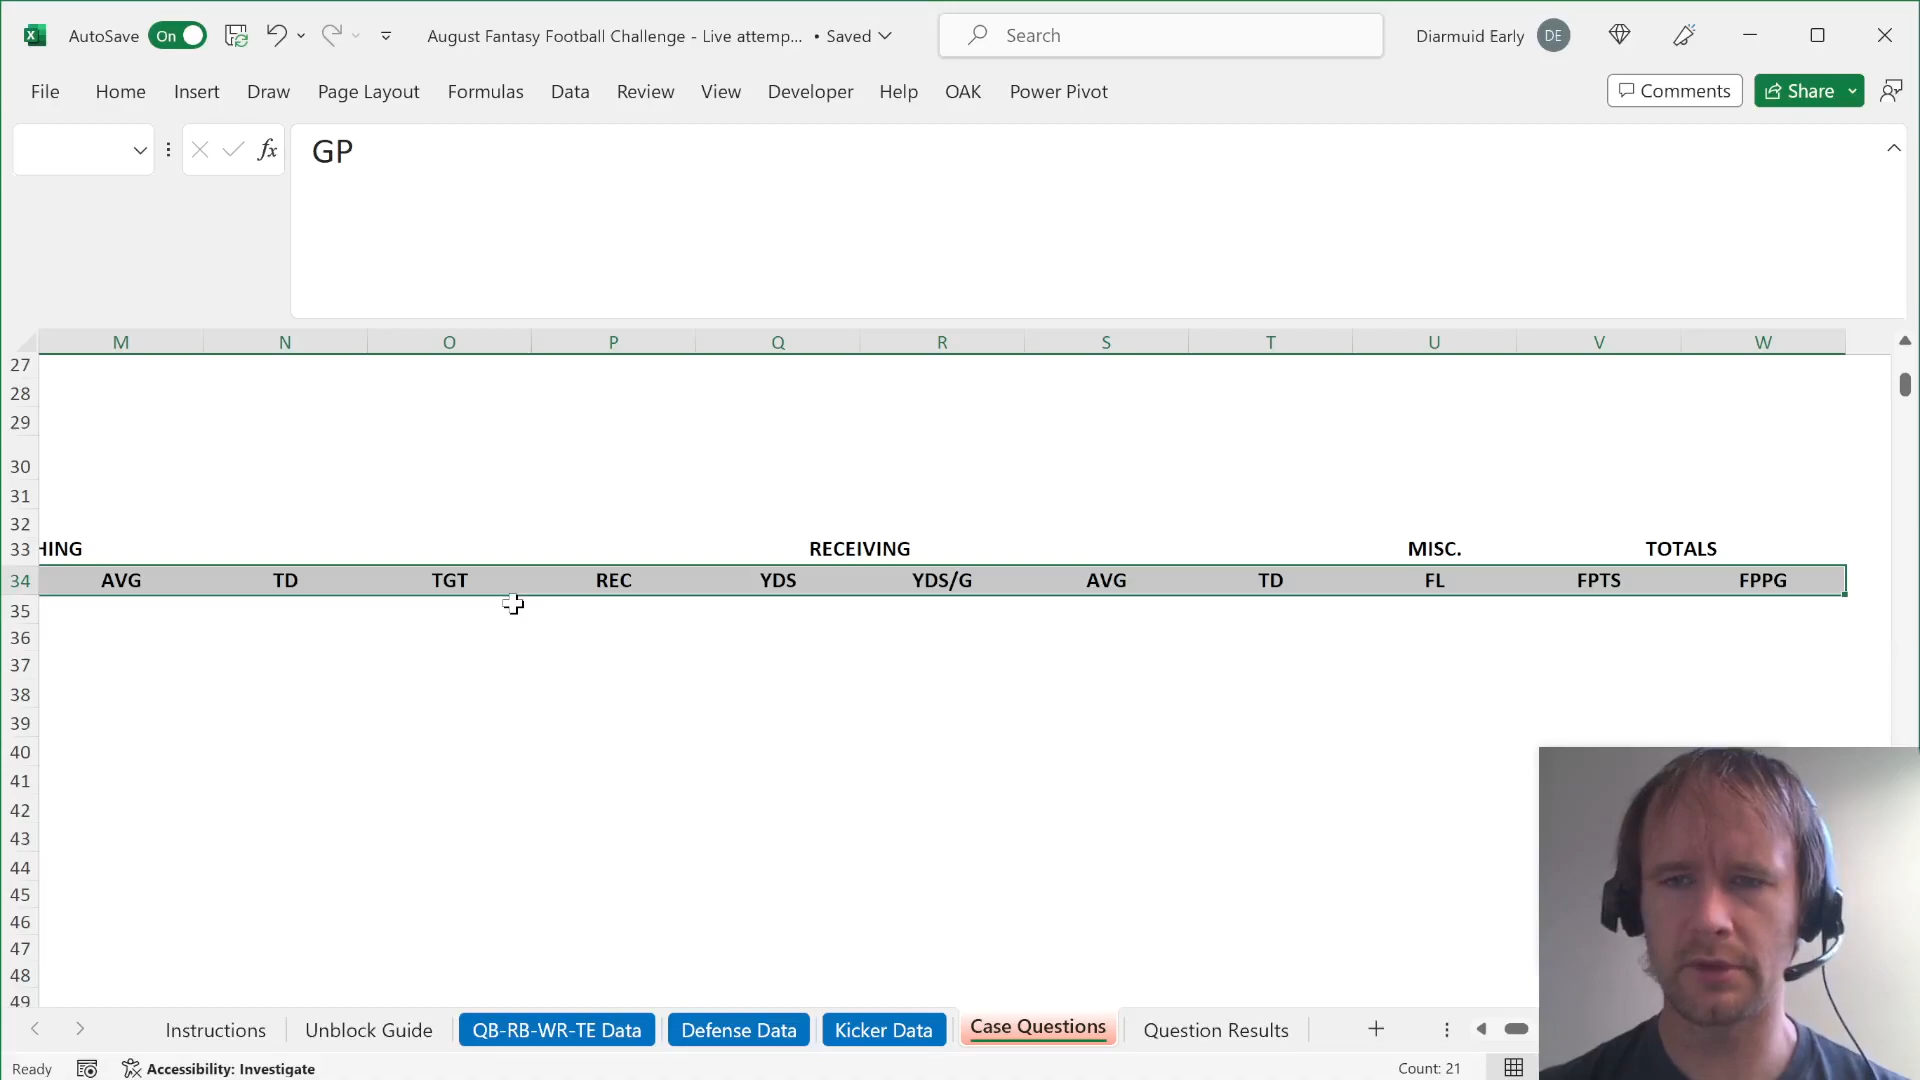 AutoSave On August Fantasy Football Challenge - Live attemp... • Saved Search Diarmuid Early DE
File Home Insert Draw Page Layout Formulas Data Review View Developer Help OAK Power Pivot Comments Share
fx GP
M N O P Q R S T U V W
27
28
29
30
31
32
33 HING RECEIVING MISC. TOTALS
34 AVG TD TGT REC YDS YDS/G AVG TD FL FPTS FPPG
35
36
37
38
39
40
41
42
43
44
45
46
47
48
49
Instructions Unblock Guide QB-RB-WR-TE Data Defense Data Kicker Data Case Questions Question Results
Ready Accessibility: Investigate Count: 21